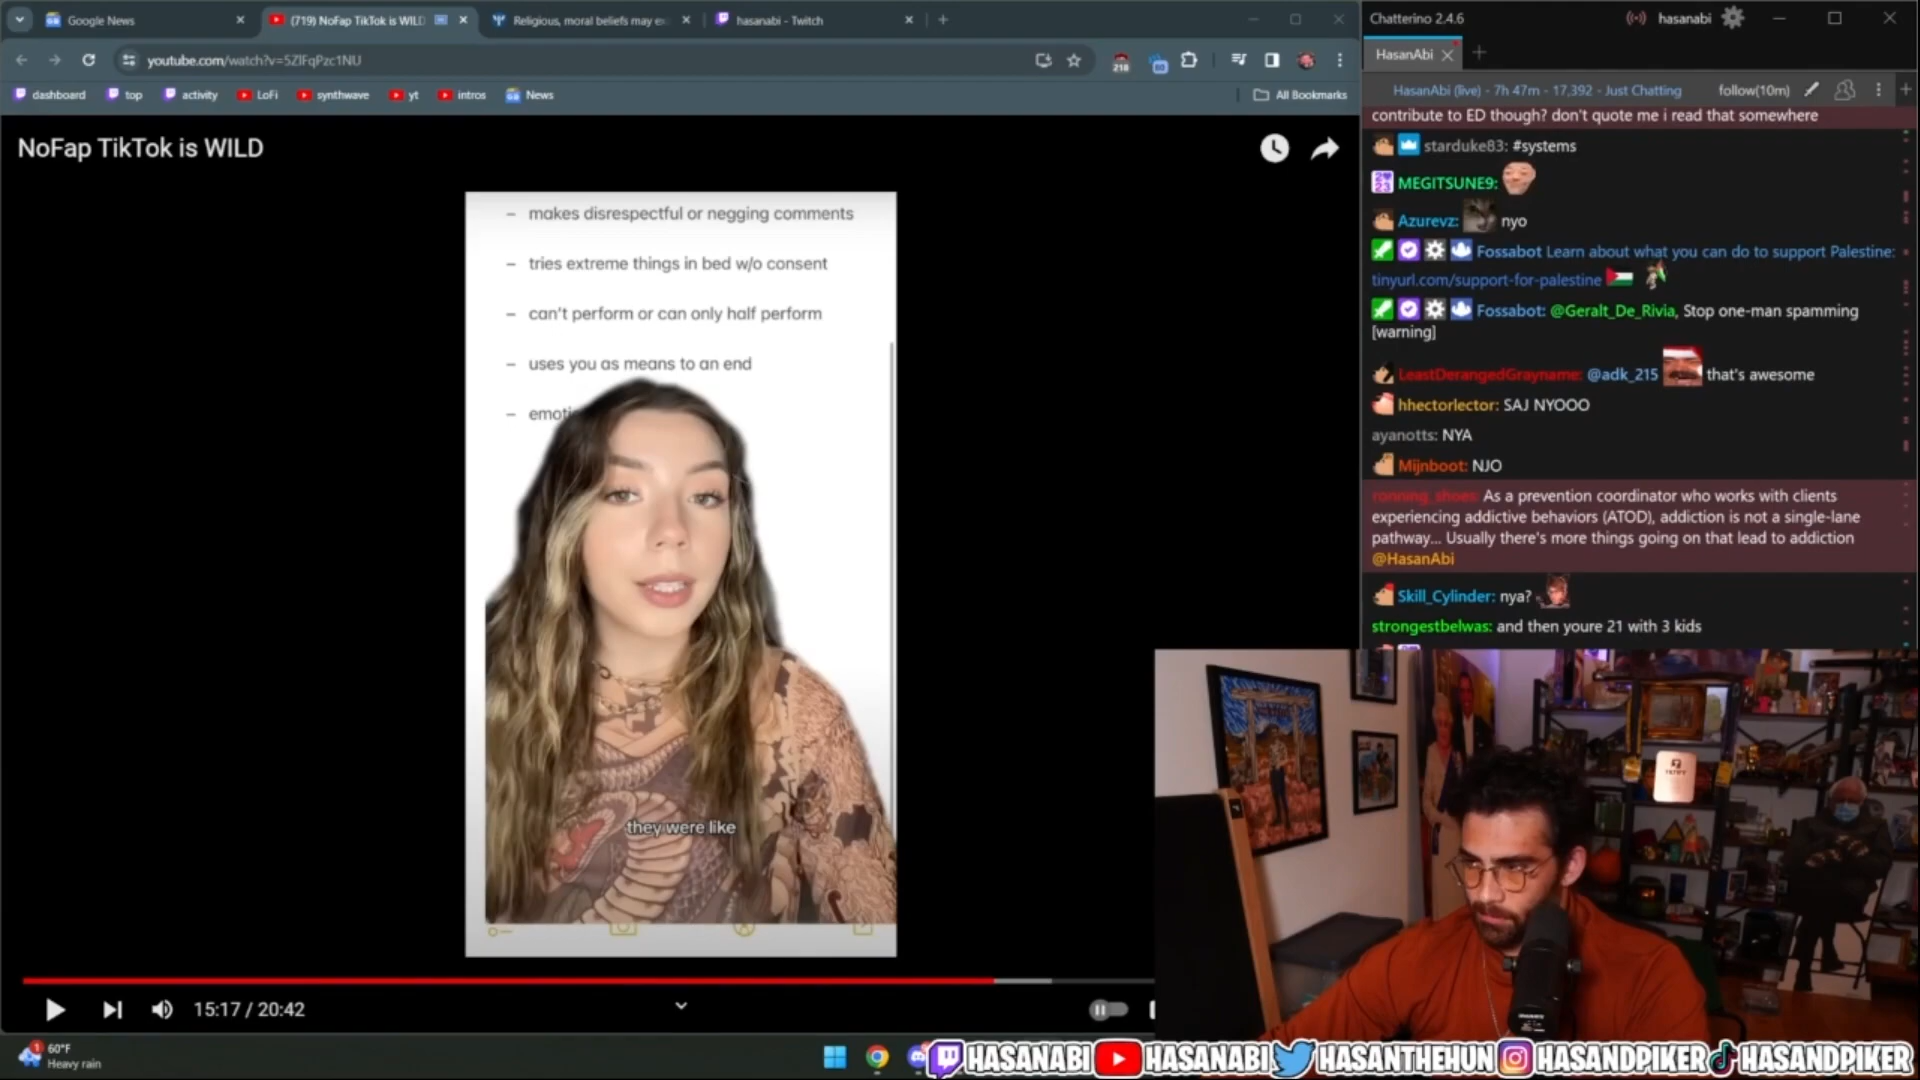 Google News
(719) NoFap TikTok is WILD
Religious, moral beliefs may ex
hasanabi - Twitch
youtube.com/watch?v=5ZIFqPzc1NU
218
dashboard
top
activity
LoFi
synthwave
yt
intros
News
All Bookmarks
NoFap TikTok is WILD
– makes disrespectful or negging comments
– tries extreme things in bed w/o consent
– can't perform or can only half perform
– uses you as means to an end
– emoti
they were like
15:17 / 20:42
60°F
Heavy rain
Chatterino 2.4.6
hasanabi
HasanAbi
HasanAbi (live) - 7h 47m - 17,392 - Just Chatting
follow(10m)
contribute to ED though? don't quote me i read that somewhere
starduke83: #systems
MEGITSUNE9:
Azurevz: nyo
Fossabot Learn about what you can do to support Palestine:
tinyurl.com/support-for-palestine
Fossabot: @Geralt_De_Rivia, Stop one-man spamming
[warning]
LeastDerangedGrayname: @adk_215 that's awesome
hhectorlector: SAJ NYOOO
ayanotts: NYA
Mijnboot: NJO
ronning_shoes: As a prevention coordinator who works with clients
experiencing addictive behaviors (ATOD), addiction is not a single-lane
pathway... Usually there's more things going on that lead to addiction
@HasanAbi
Skill_Cylinder: nya?
strongestbelwas: and then youre 21 with 3 kids
HASANABI
HASANABI
HASANTHEHUN
HASANDPIKER
HASANDPIKER